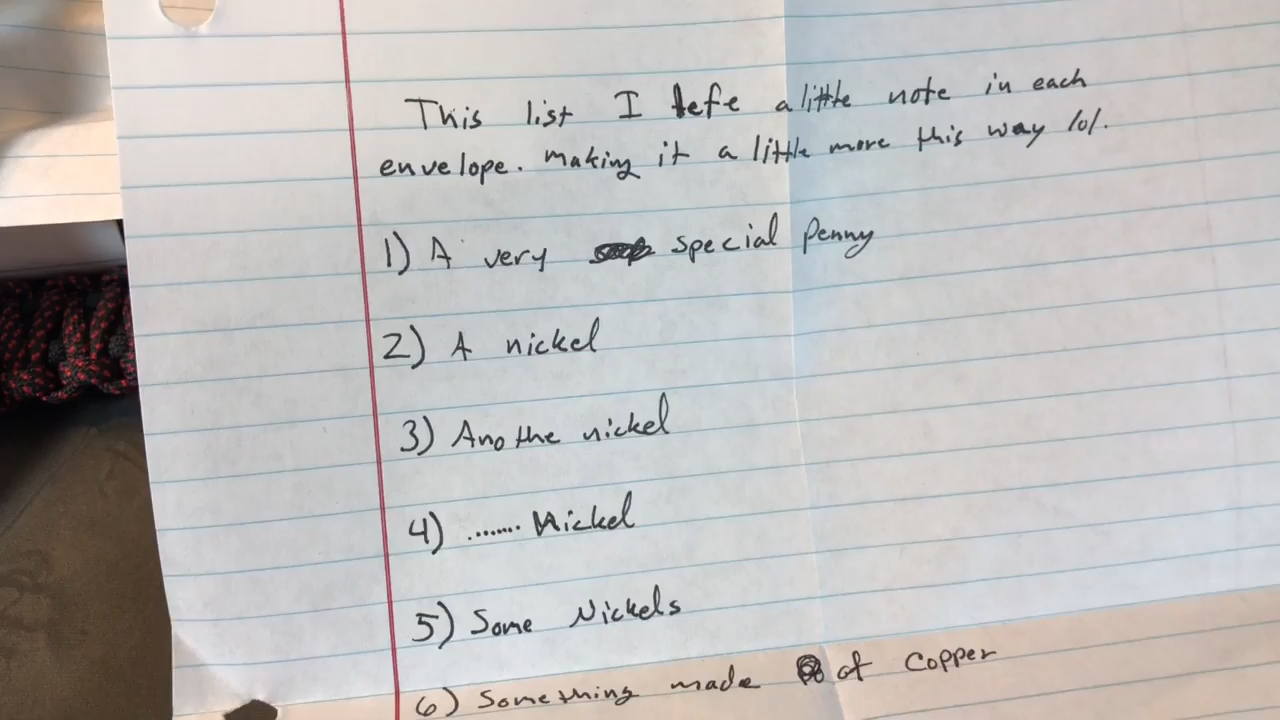 This list I lefe a little note in each
envelope. Making it a little more this way lol.
1) A very special Penny
2) A nickel
3) Anothe nickel
4) ....... Nickel
5) Some Nickels
6) Something made of Copper